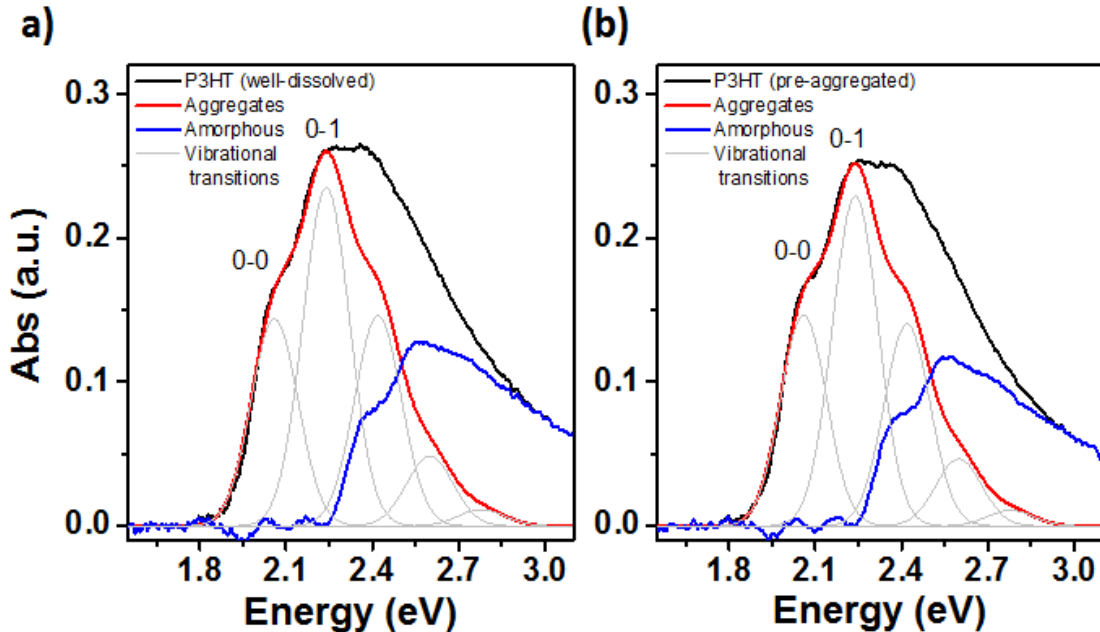 a)
P3HT (well-dissolved)
Aggregates
Amorphous
Vibrational
transitions
0-0
0-1
0.3
0.2
0.1
0.0
1.8
2.1
2.4
2.7
3.0
Abs (a.u.)
Energy (eV)
(b)
P3HT (pre-aggregated)
Aggregates
Amorphous
Vibrational
transitions
0-0
0-1
0.3
0.2
0.1
0.0
1.8
2.1
2.4
2.7
3.0
Energy (eV)